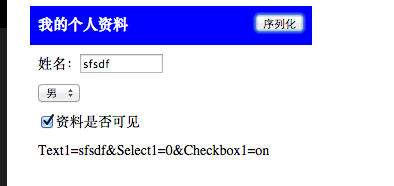 我的个人资料 序列化
姓名：sfsdf
男
资料是否可见
Text1=sfsdf&Select1=0&Checkbox1=on